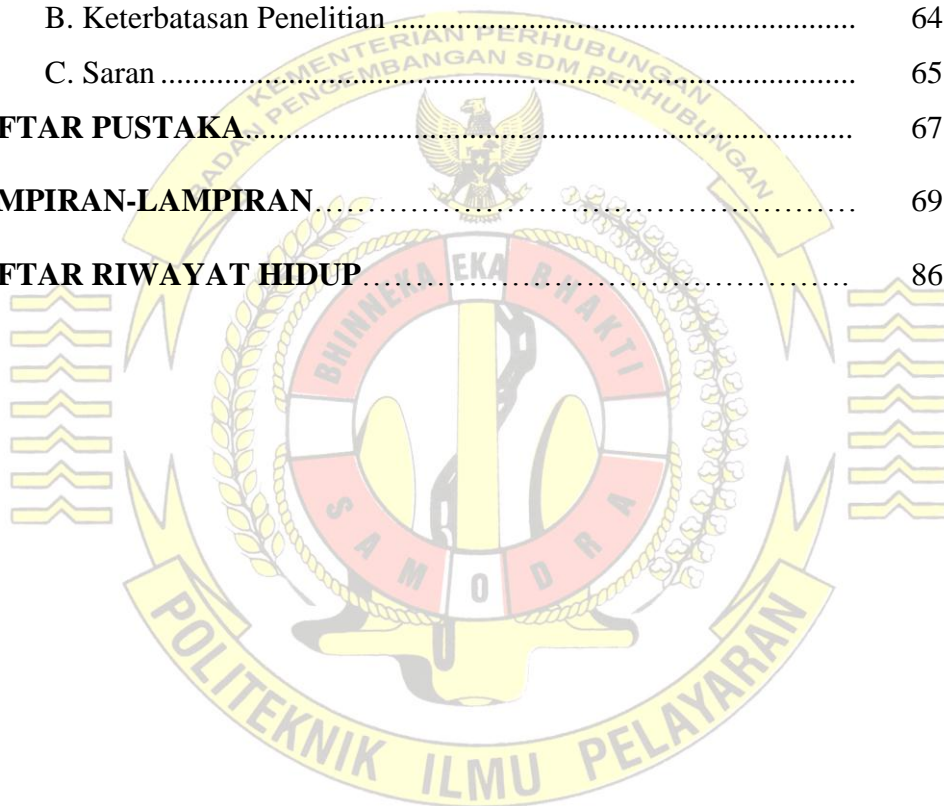 B. Keterbatasan Penelitian ........................................................... 64
C. Saran ......................................................................................... 65
FTAR PUSTAKA.............................................................................. 67
MPIRAN-LAMPIRAN……………………………………………… 69
FTAR RIWAYAT HIDUP…………………………………………. 86
KEMENTERIAN PERHUBUNGAN
BADAN PENGEMBANGAN SDM PERHUBUNGAN
BHINNEKA EKA BHAKTI
SAMODRA
POLITEKNIK ILMU PELAYARAN